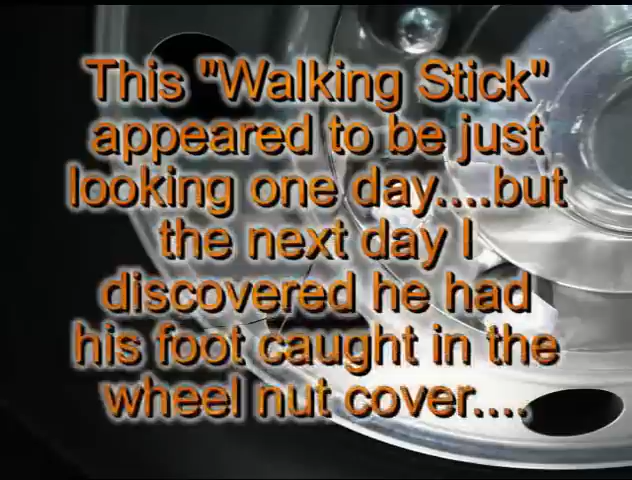 This "Walking Stick"
appeared to be just
looking one day....but
the next day I
discovered he had
his foot caught in the
wheel nut cover....